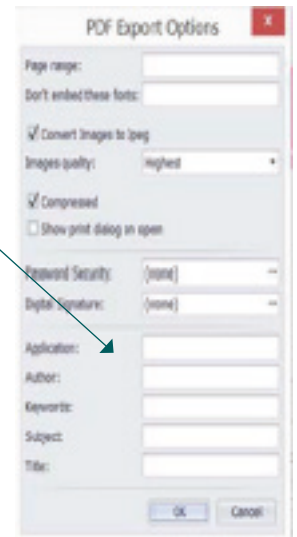 PDF Export Options
x
Page range:
Don't embed these fonts:
Convert Images to Jpeg
Images quality: Highest
Compressed
Show print dialog on open
Password Security: (none)
Digital Signature: (none)
Application:
Author:
Keywords:
Subject:
Title:
OK Cancel